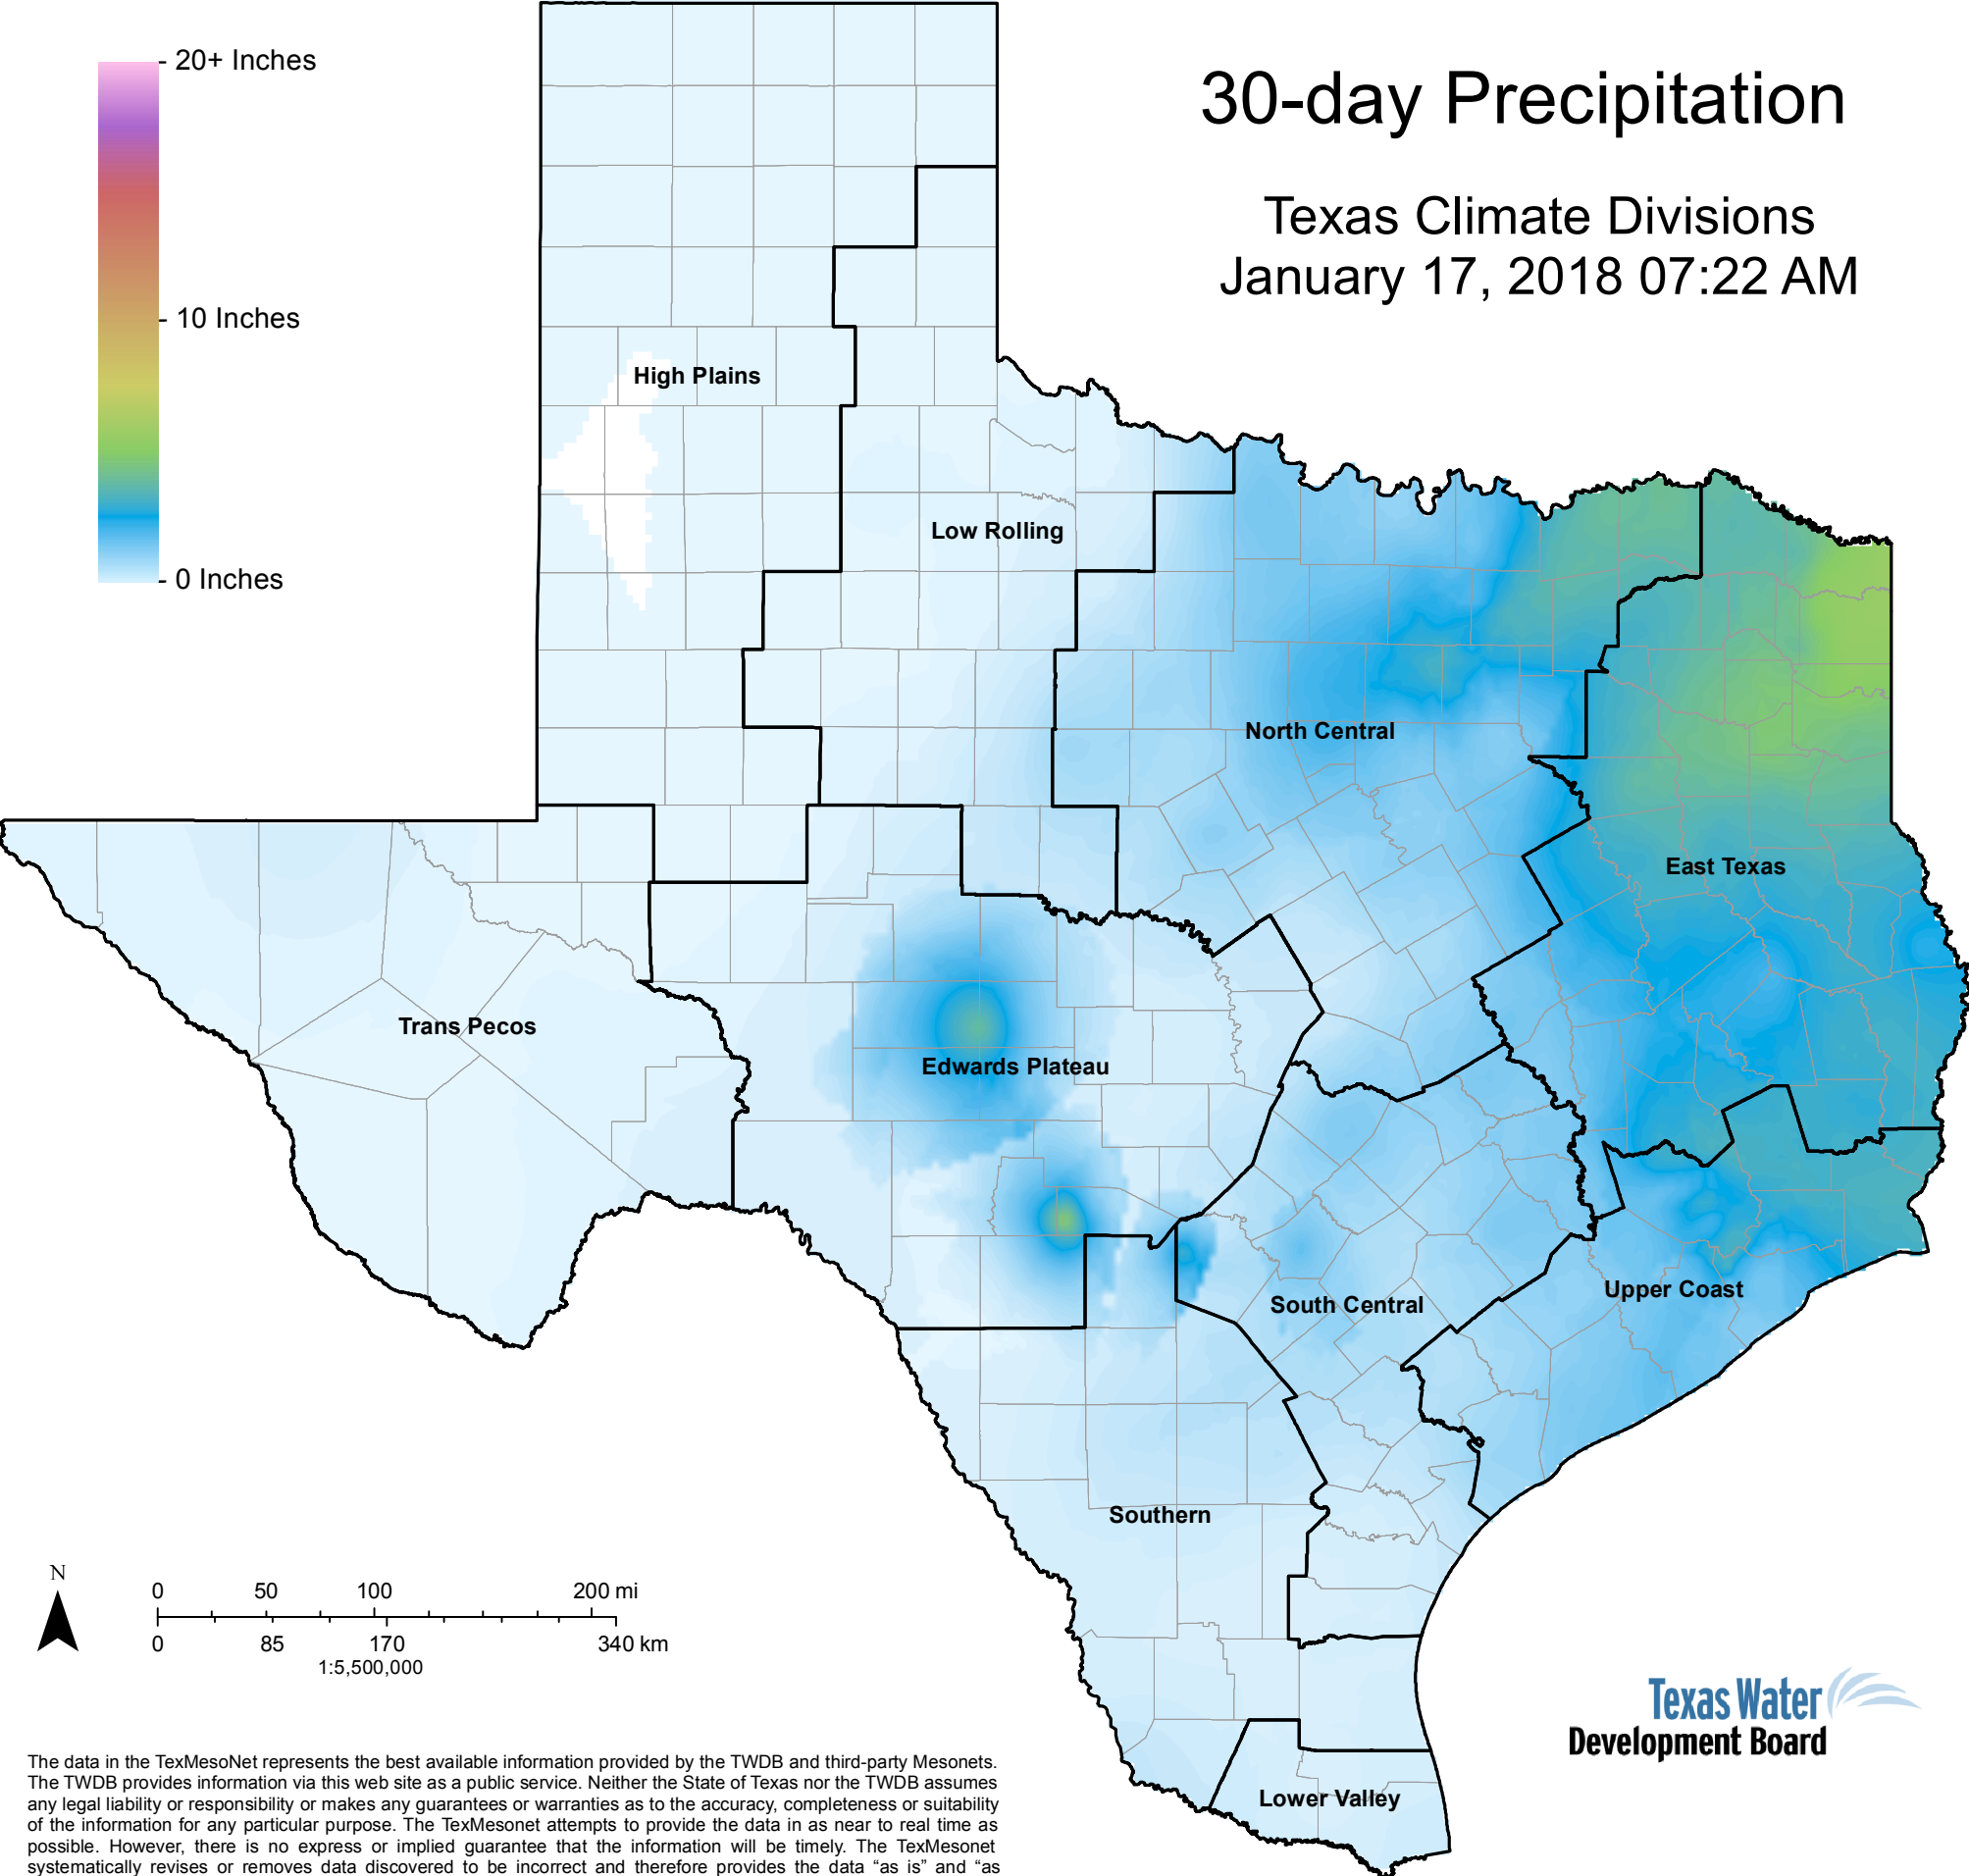 20+ Inches
10 Inches
0 Inches
30-day Precipitation
Texas Climate Divisions
January 17, 2018 07:22 AM
High Plains
Low Rolling
North Central
East Texas
Trans Pecos
Edwards Plateau
South Central
Upper Coast
Southern
Lower Valley
N
0 50 100 200 mi
0 85 170 340 km
1:5,500,000
Texas Water
Development Board
The data in the TexMesoNet represents the best available information provided by the TWDB and third-party Mesonets.
The TWDB provides information via this web site as a public service. Neither the State of Texas nor the TWDB assumes
any legal liability or responsibility or makes any guarantees or warranties as to the accuracy, completeness or suitability
of the information for any particular purpose. The TexMesonet attempts to provide the data in as near to real time as
possible. However, there is no express or implied guarantee that the information will be timely. The TexMesonet
systematically revises or removes data discovered to be incorrect and therefore provides the data “as is” and “as